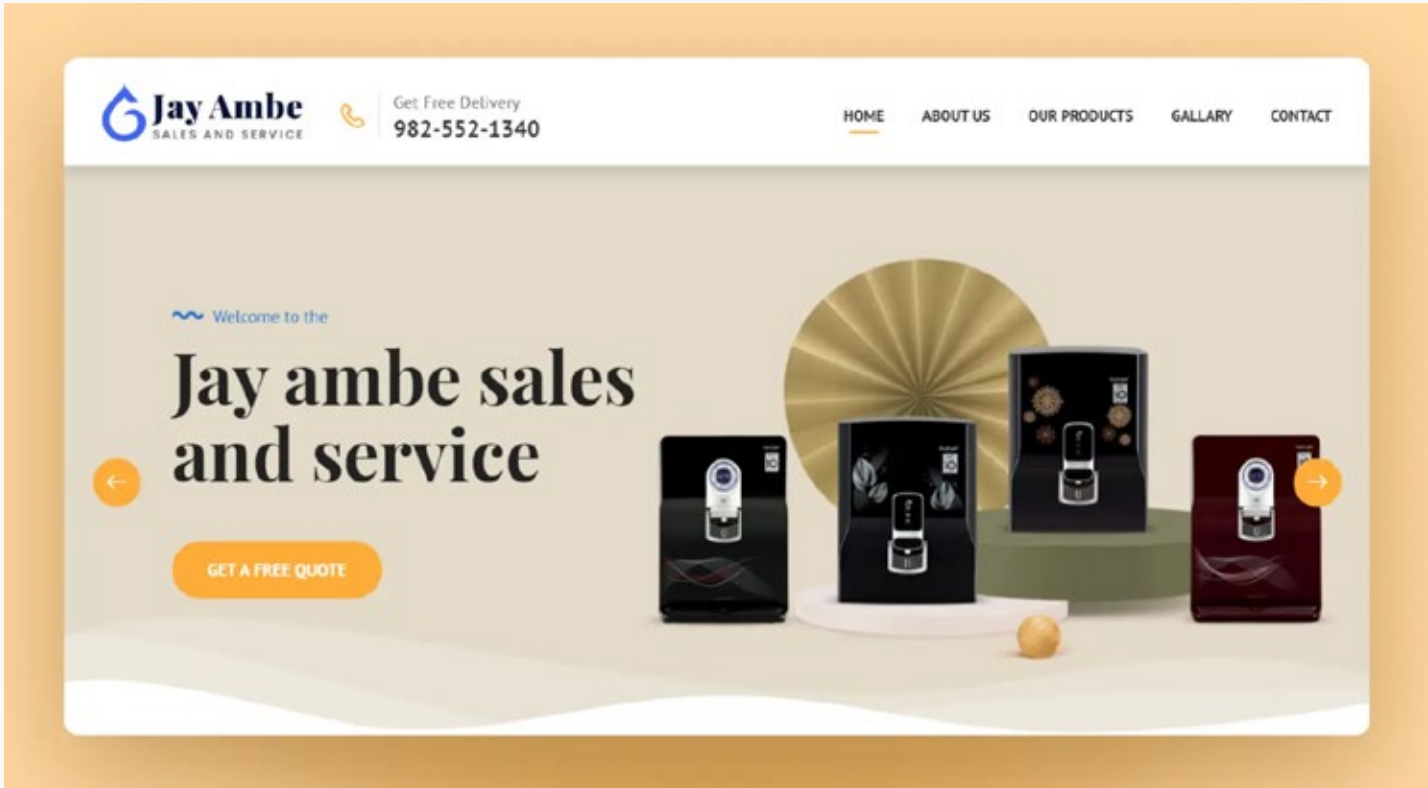 Jay Ambe
SALES AND SERVICE
Get Free Delivery
982-552-1340
HOME ABOUT US OUR PRODUCTS GALLARY CONTACT
Welcome to the
Jay ambe sales
and service
GET A FREE QUOTE